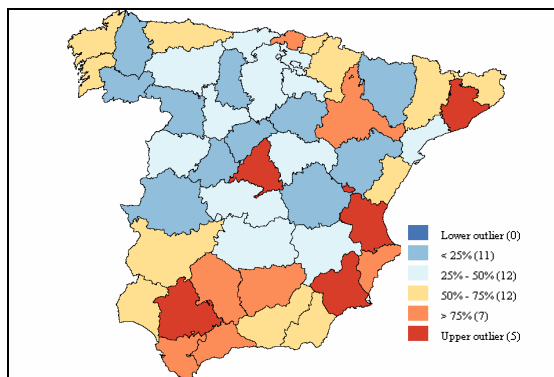 Lower outlier (0)
< 25% (11)
25% - 50% (12)
50% - 75% (12)
> 75% (7)
Upper outlier (5)